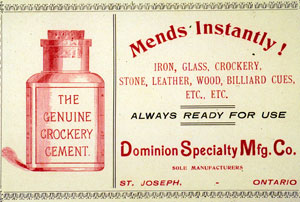 THE
GENUINE
CROCKERY
CEMENT.
Mends Instantly!
IRON, GLASS, CROCKERY,
STONE, LEATHER, WOOD, BILLIARD CUES,
ETC., ETC.
ALWAYS READY FOR USE
Dominion Specialty Mfg. Co.
SOLE MANUFACTURERS
ST. JOSEPH, - ONTARIO